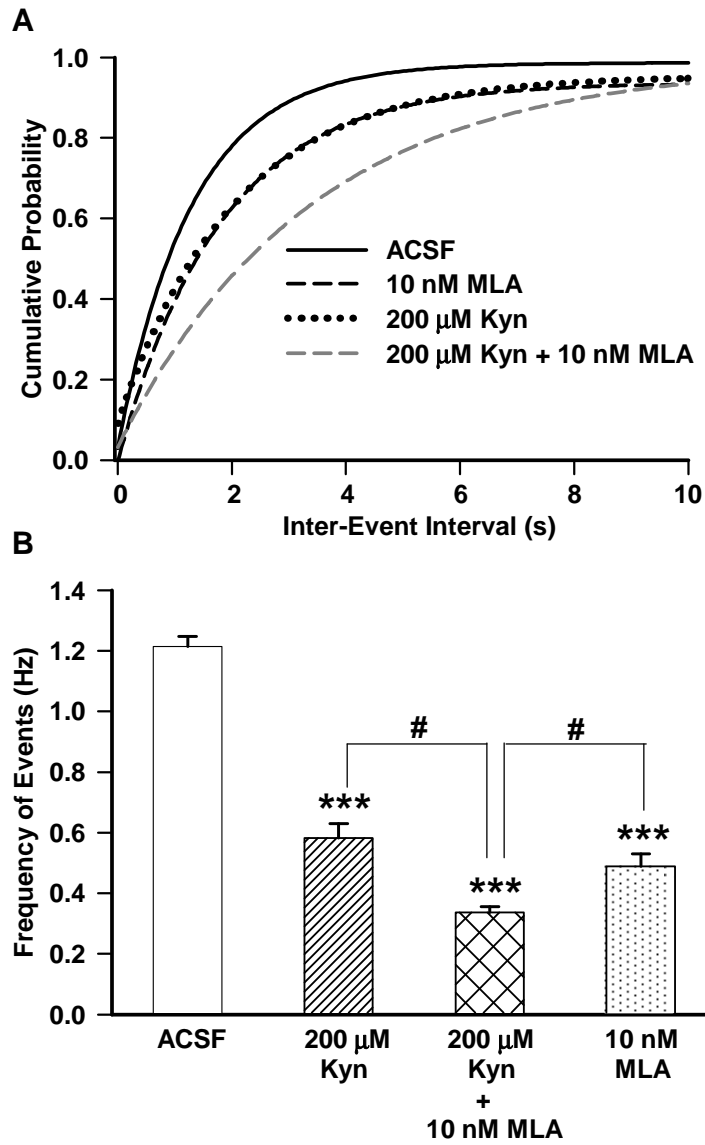 A
1.0
0.8
0.6
0.4
0.2
0.0
Cumulative Probability
ACSF
10 nM MLA
200 μM Kyn
200 μM Kyn + 10 nM MLA
0 2 4 6 8 10
Inter-Event Interval (s)
B
1.4
1.2
1.0
0.8
0.6
0.4
0.2
0.0
Frequency of Events (Hz)
# #
***
***
***
ACSF
200 μM
Kyn
200 μM
Kyn
+
10 nM MLA
10 nM
MLA